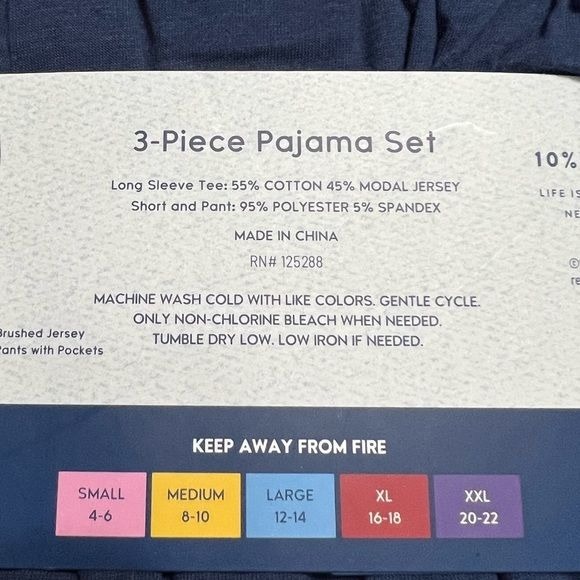 3-Piece Pajama Set
Long Sleeve Tee: 55% COTTON 45% MODAL JERSEY
Short and Pant: 95% POLYESTER 5% SPANDEX
MADE IN CHINA
RN# 125288
MACHINE WASH COLD WITH LIKE COLORS. GENTLE CYCLE.
ONLY NON-CHLORINE BLEACH WHEN NEEDED.
TUMBLE DRY LOW. LOW IRON IF NEEDED.
Brushed Jersey
Pants with Pockets
10%
LIFE IS
NE
©
re
KEEP AWAY FROM FIRE
SMALL
4-6
MEDIUM
8-10
LARGE
12-14
XL
16-18
XXL
20-22